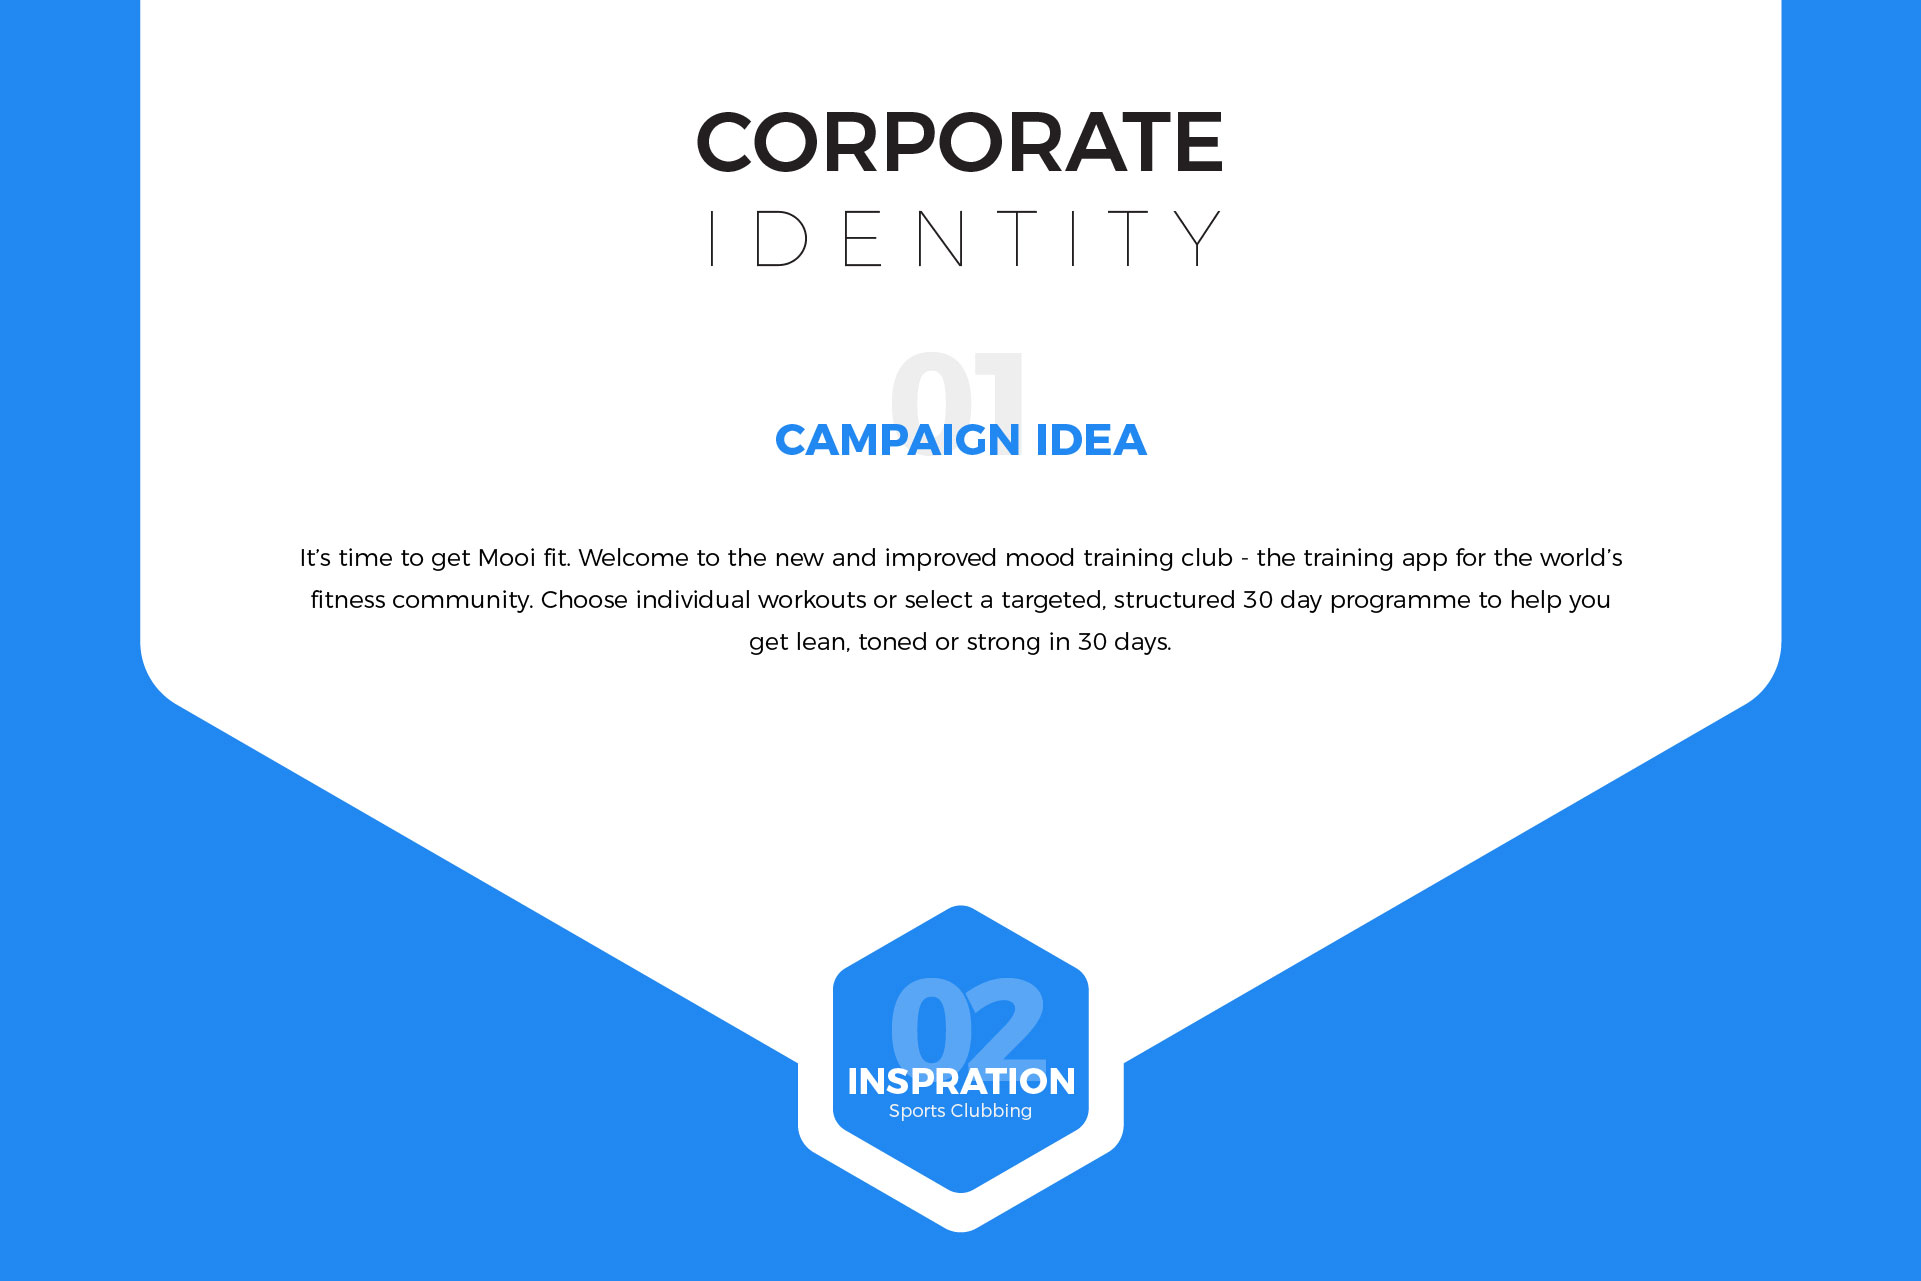 CORPORATE
IDENTITY
01
CAMPAIGN IDEA
It’s time to get Mooi fit. Welcome to the new and improved mood training club - the training app for the world’s
fitness community. Choose individual workouts or select a targeted, structured 30 day programme to help you
get lean, toned or strong in 30 days.
02
INSPRATION
Sports Clubbing